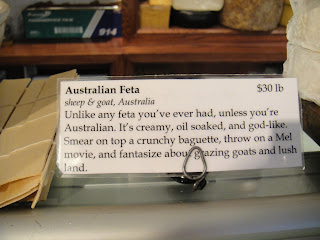 914
Australian Feta $30 lb
sheep & goat, Australia
Unlike any feta you've ever had, unless you're
Australian. It's creamy, oil soaked, and god-like.
Smear on top a crunchy baguette, throw on a Mel
movie, and fantasize about grazing goats and lush
land.